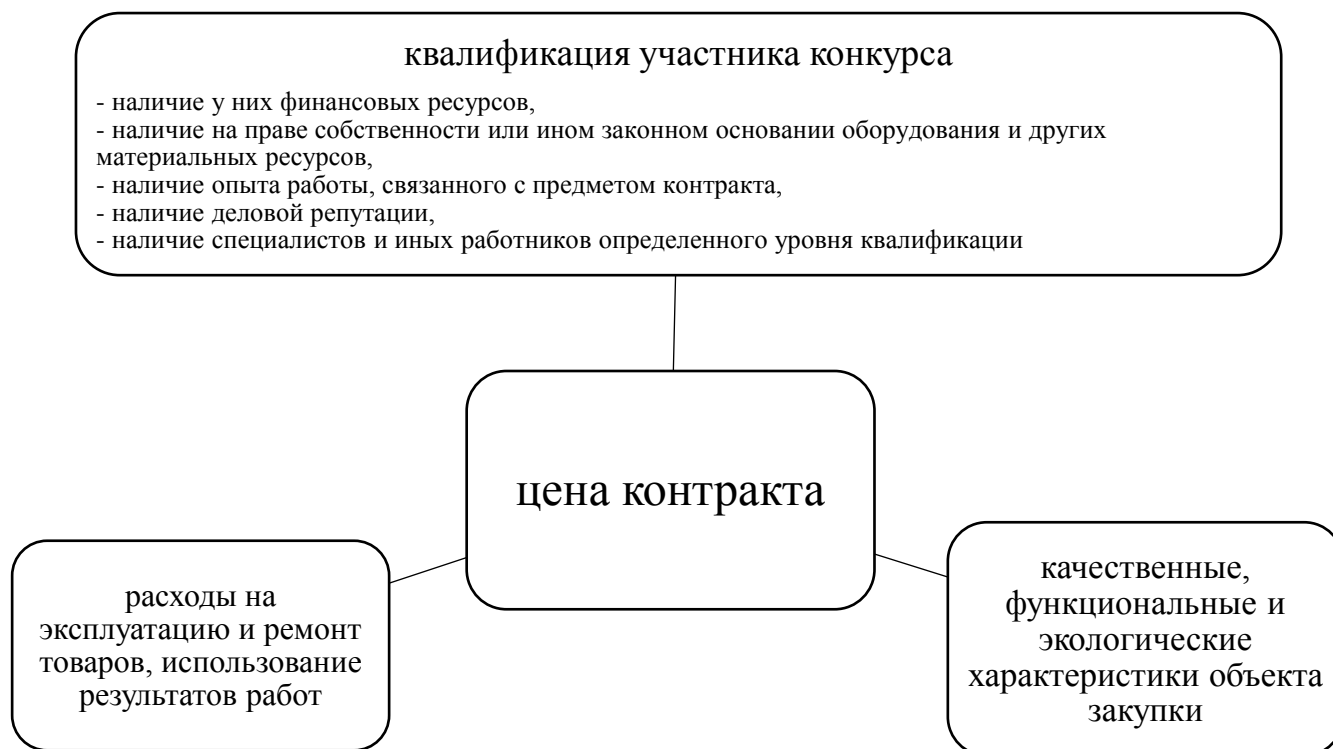 квалификация участника конкурса
- наличие у них финансовых ресурсов,
- наличие на праве собственности или ином законном основании оборудования и других
материальных ресурсов,
- наличие опыта работы, связанного с предметом контракта,
- наличие деловой репутации,
- наличие специалистов и иных работников определенного уровня квалификации
цена контракта
расходы на
эксплуатацию и ремонт
товаров, использование
результатов работ
качественные,
функциональные и
экологические
характеристики объекта
закупки